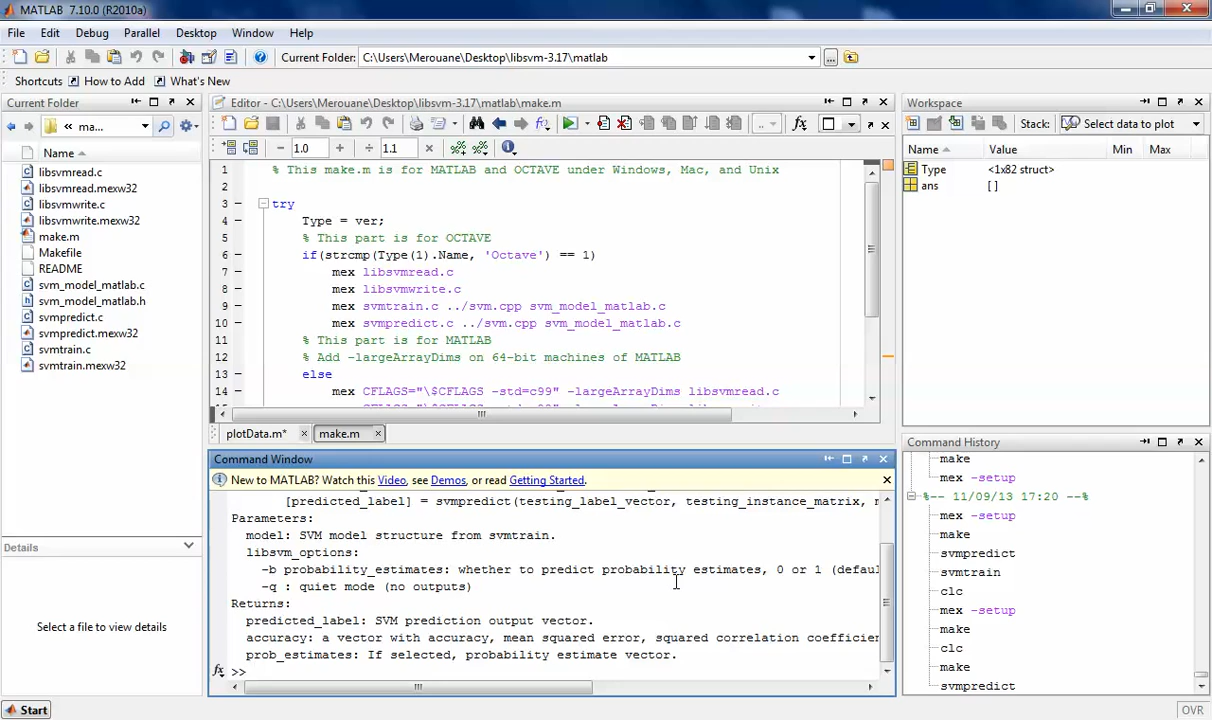 MATLAB 7.10.0 (R2010a)
File Edit Debug Parallel Desktop Window Help
Current Folder: C:\Users\Merouane\Desktop\libsvm-3.17\matlab
Shortcuts How to Add What's New
Current Folder
« ma...
Name
libsvmread.c
libsvmread.mexw32
libsvmwrite.c
libsvmwrite.mexw32
make.m
Makefile
README
svm_model_matlab.c
svm_model_matlab.h
svmpredict.c
svmpredict.mexw32
svmtrain.c
svmtrain.mexw32
Details
Select a file to view details
Editor - C:\Users\Merouane\Desktop\libsvm-3.17\matlab\make.m
− 1.0 + ÷ 1.1 ×
1 % This make.m is for MATLAB and OCTAVE under Windows, Mac, and Unix
2
3 try
4 Type = ver;
5 % This part is for OCTAVE
6 if(strcmp(Type(1).Name, 'Octave') == 1)
7 mex libsvmread.c
8 mex libsvmwrite.c
9 mex svmtrain.c ../svm.cpp svm_model_matlab.c
10 mex svmpredict.c ../svm.cpp svm_model_matlab.c
11 % This part is for MATLAB
12 % Add -largeArrayDims on 64-bit machines of MATLAB
13 else
14 mex CFLAGS="\$CFLAGS -std=c99" -largeArrayDims libsvmread.c
plotData.m* make.m
Command Window
New to MATLAB? Watch this Video, see Demos, or read Getting Started.
[predicted_label] = svmpredict(testing_label_vector, testing_instance_matrix, m
Parameters:
model: SVM model structure from svmtrain.
libsvm_options:
-b probability_estimates: whether to predict probability estimates, 0 or 1 (defau
-q : quiet mode (no outputs)
Returns:
predicted_label: SVM prediction output vector.
accuracy: a vector with accuracy, mean squared error, squared correlation coefficien
prob_estimates: If selected, probability estimate vector.
fx >>
Workspace
Stack: Select data to plot
Name Value Min Max
Type <1x82 struct>
ans []
Command History
make
mex -setup
%-- 11/09/13 17:20 --%
mex -setup
make
svmpredict
svmtrain
clc
mex -setup
make
clc
make
svmpredict
Start
OVR